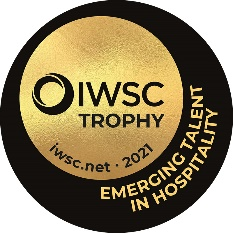 IWSC
TROPHY
iwsc.net · 2021
EMERGING TALENT
IN HOSPITALITY